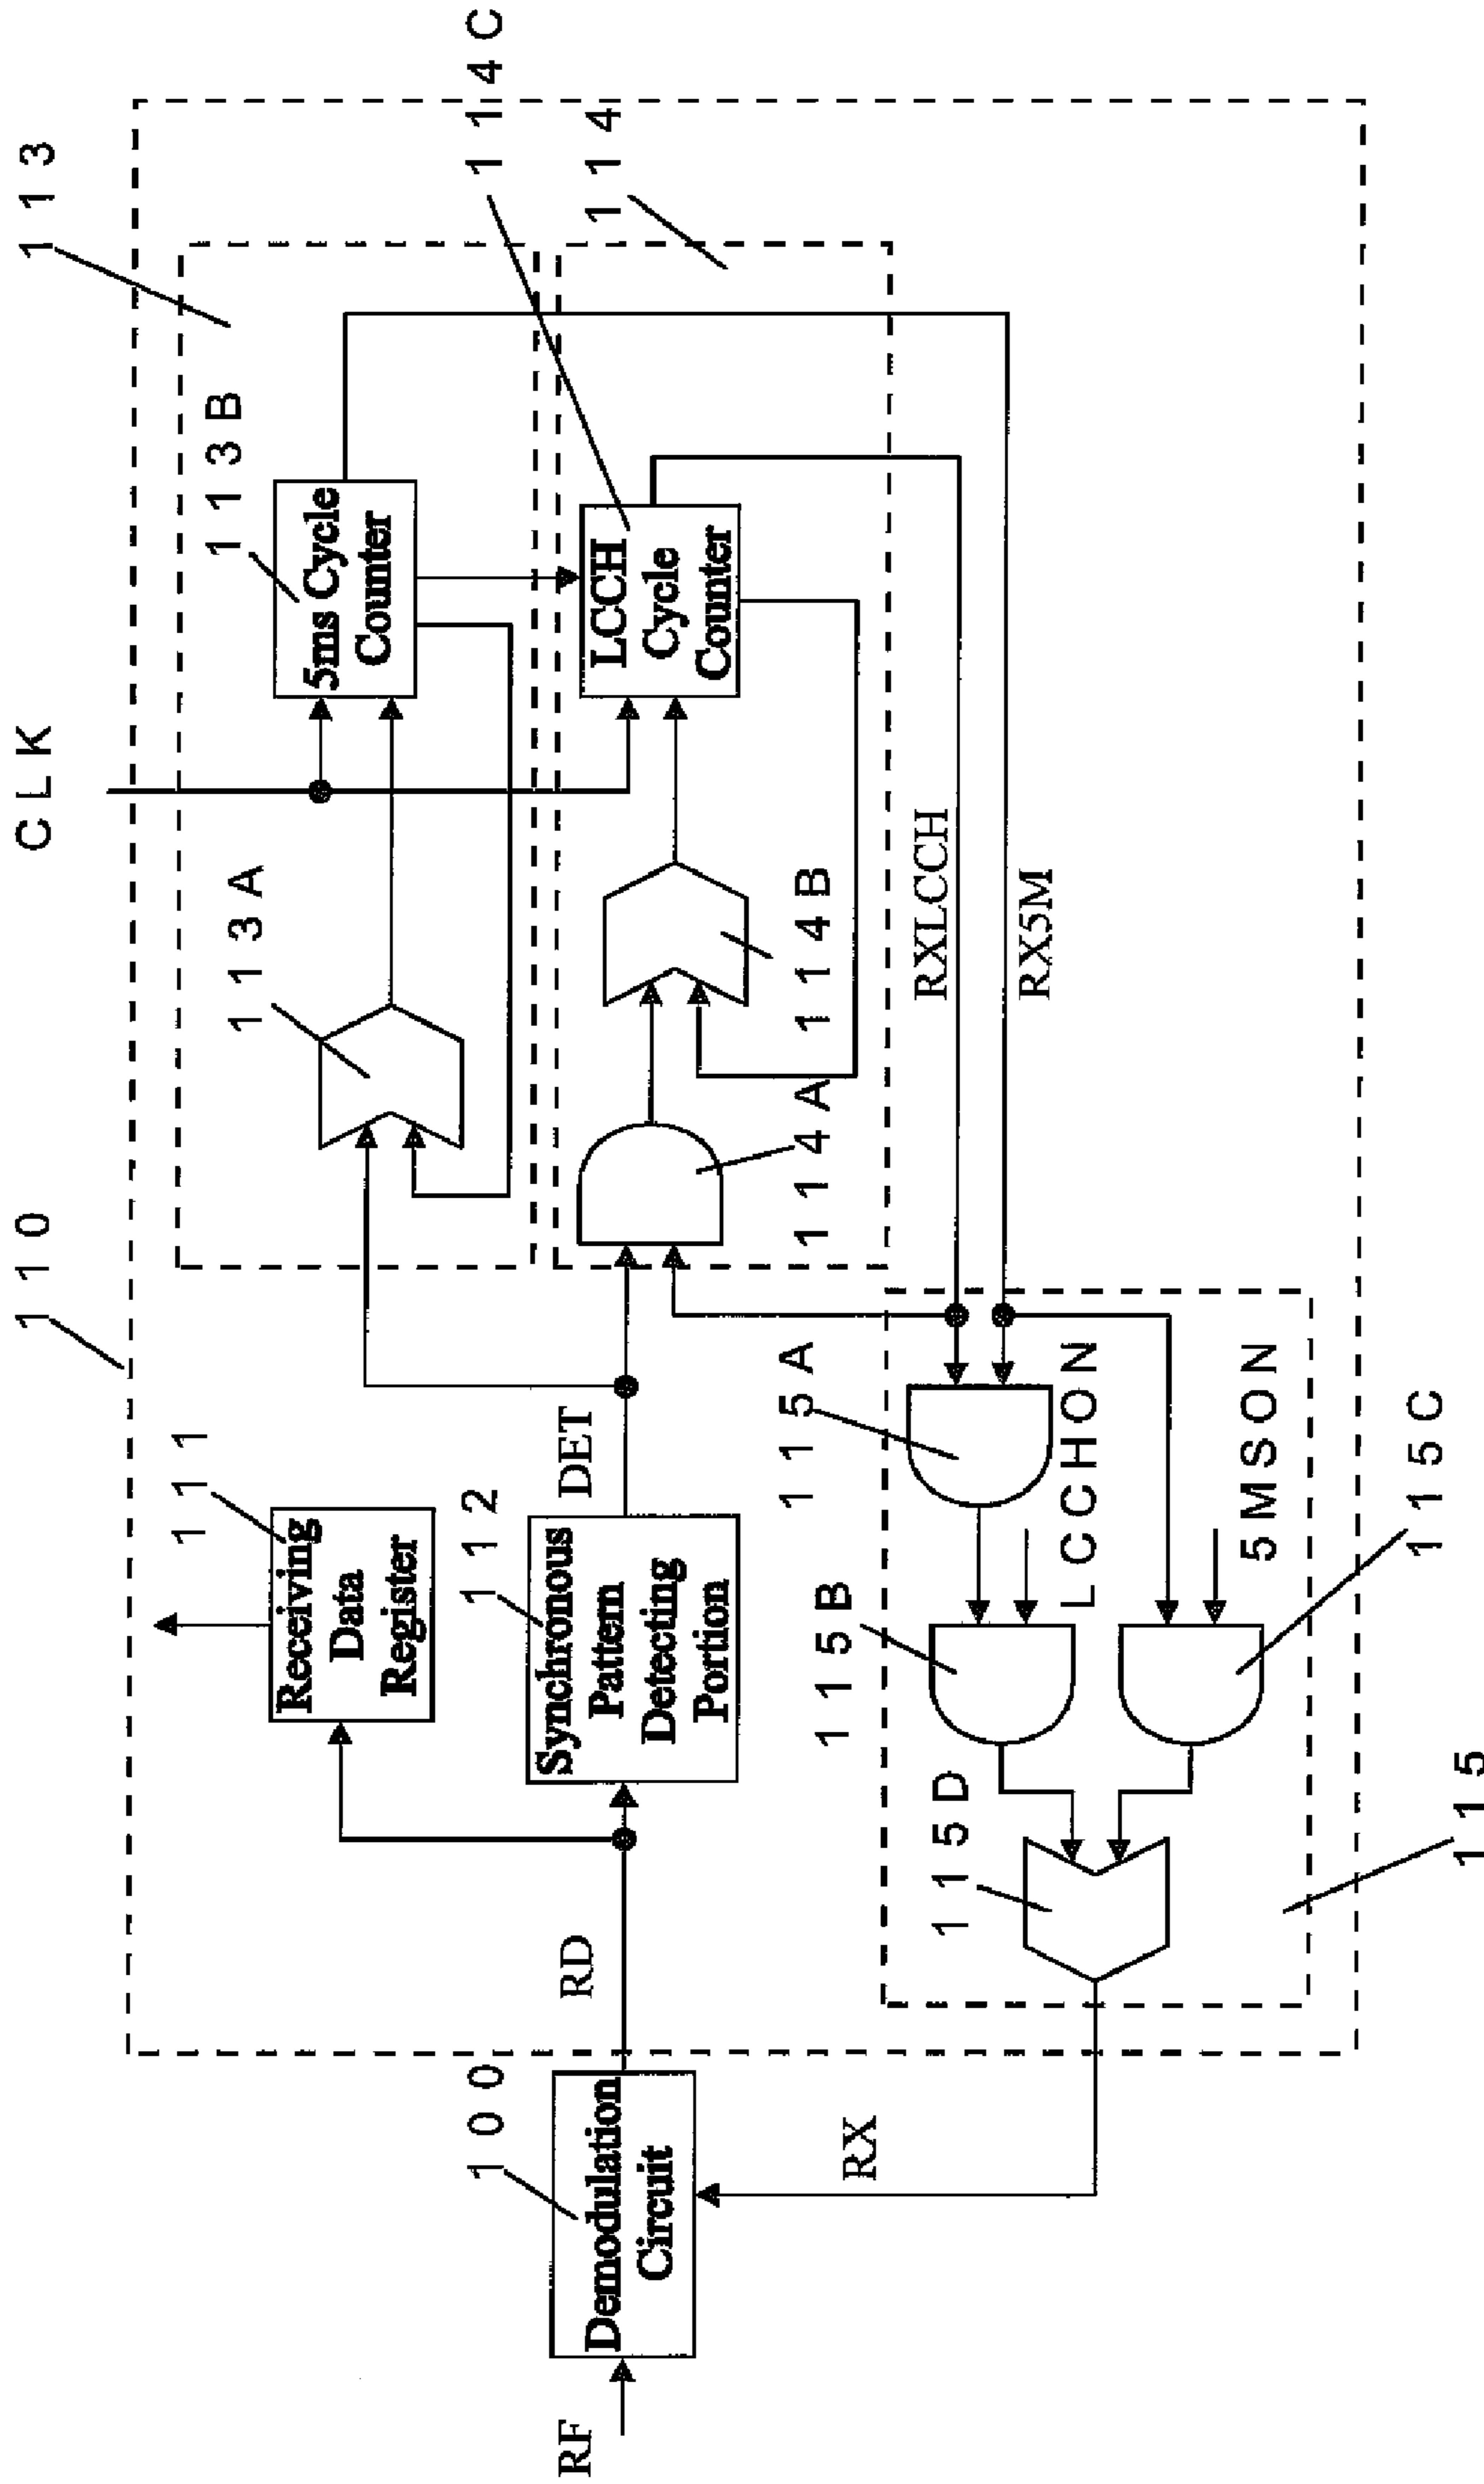 CLK
113
110
113B
113A
5ms Cycle
Counter
114C
114
LCCH
Cycle
Counter
114B
114A
111
Receiving
Data
Register
112
Synchronous
Pattern
Detecting
Portion
DET
RD
100
Demodulation
Circuit
RF
RX
RXLCCH
RX5M
115A
LCCHON
115B
5MSON
115C
115D
115